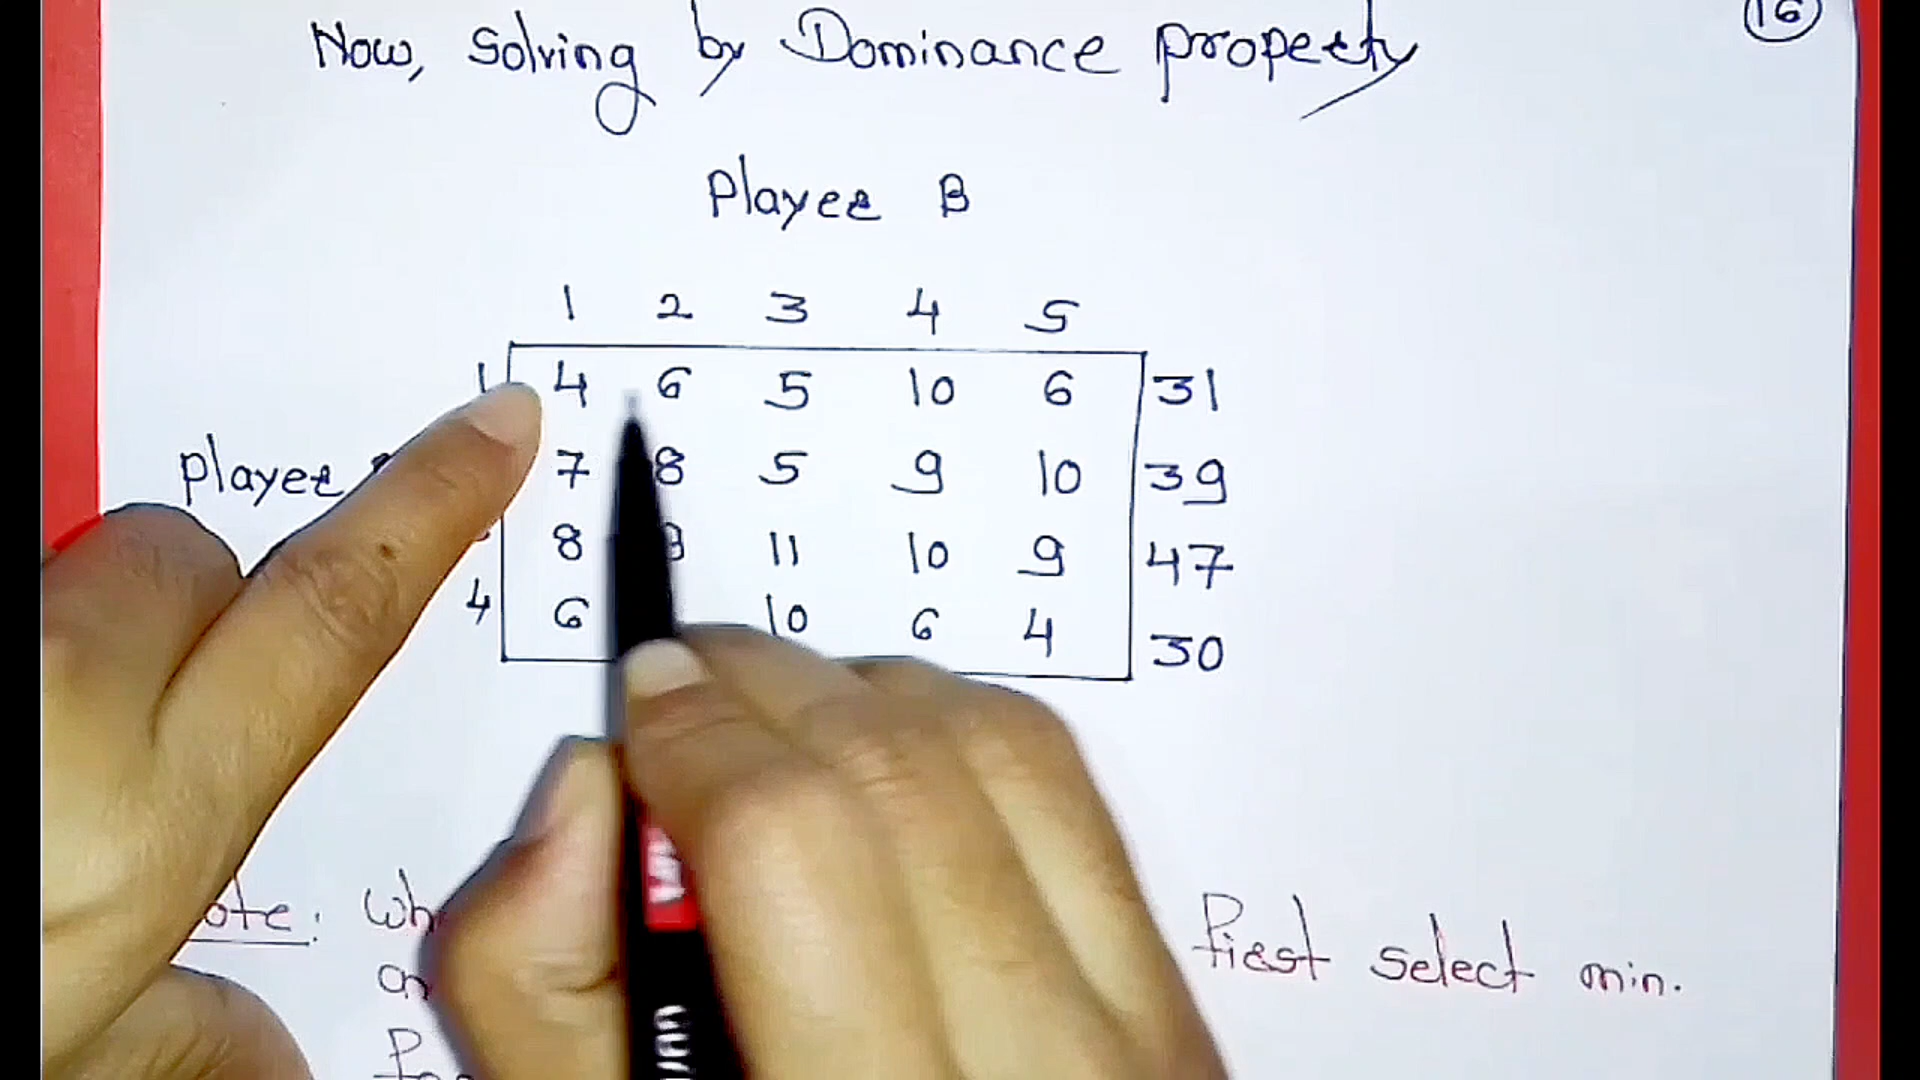 16
Now, Solving by Dominance property
Player B
1 2 3 4 5
1 4 6 5 10 6 31
Player
7 8 5 9 10 39
8 11 10 9 47
4 6 10 6 4 30
First select min.